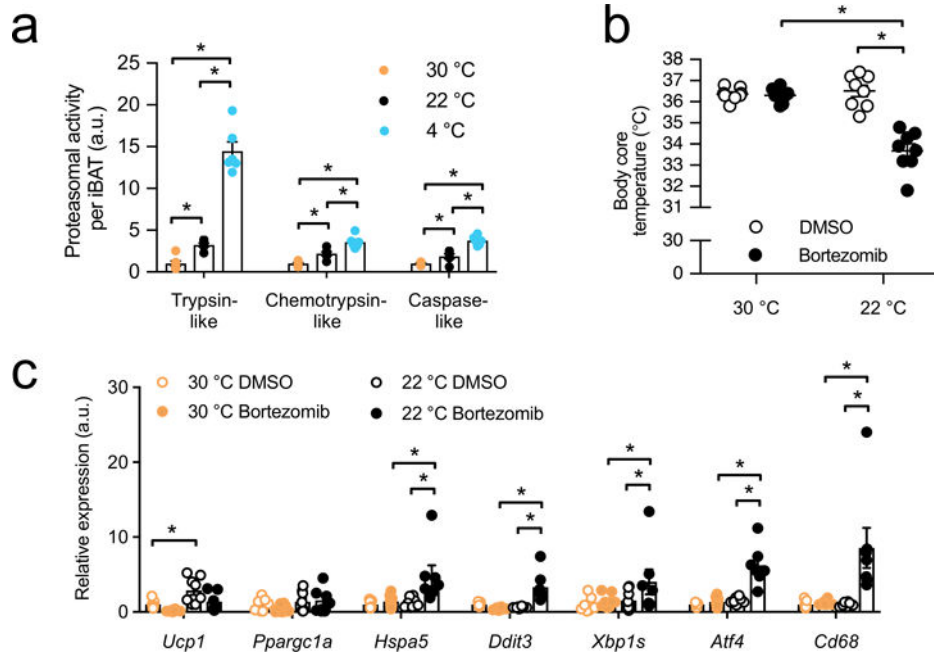 a
Proteasomal activity
per iBAT (a.u.)
25
20
15
10
5
0
30 °C
22 °C
4 °C
*
*
*
*
*
*
*
*
*
Trypsin-
like
Chemotrypsin-
like
Caspase-
like
b
Body core
temperature (°C)
38
37
36
35
34
33
32
31
30
0
*
*
DMSO
Bortezomib
30 °C
22 °C
c
Relative expression (a.u.)
30
20
10
0
30 °C DMSO
30 °C Bortezomib
22 °C DMSO
22 °C Bortezomib
*
*
*
*
*
*
*
*
*
*
*
Ucp1
Ppargc1a
Hspa5
Ddit3
Xbp1s
Atf4
Cd68